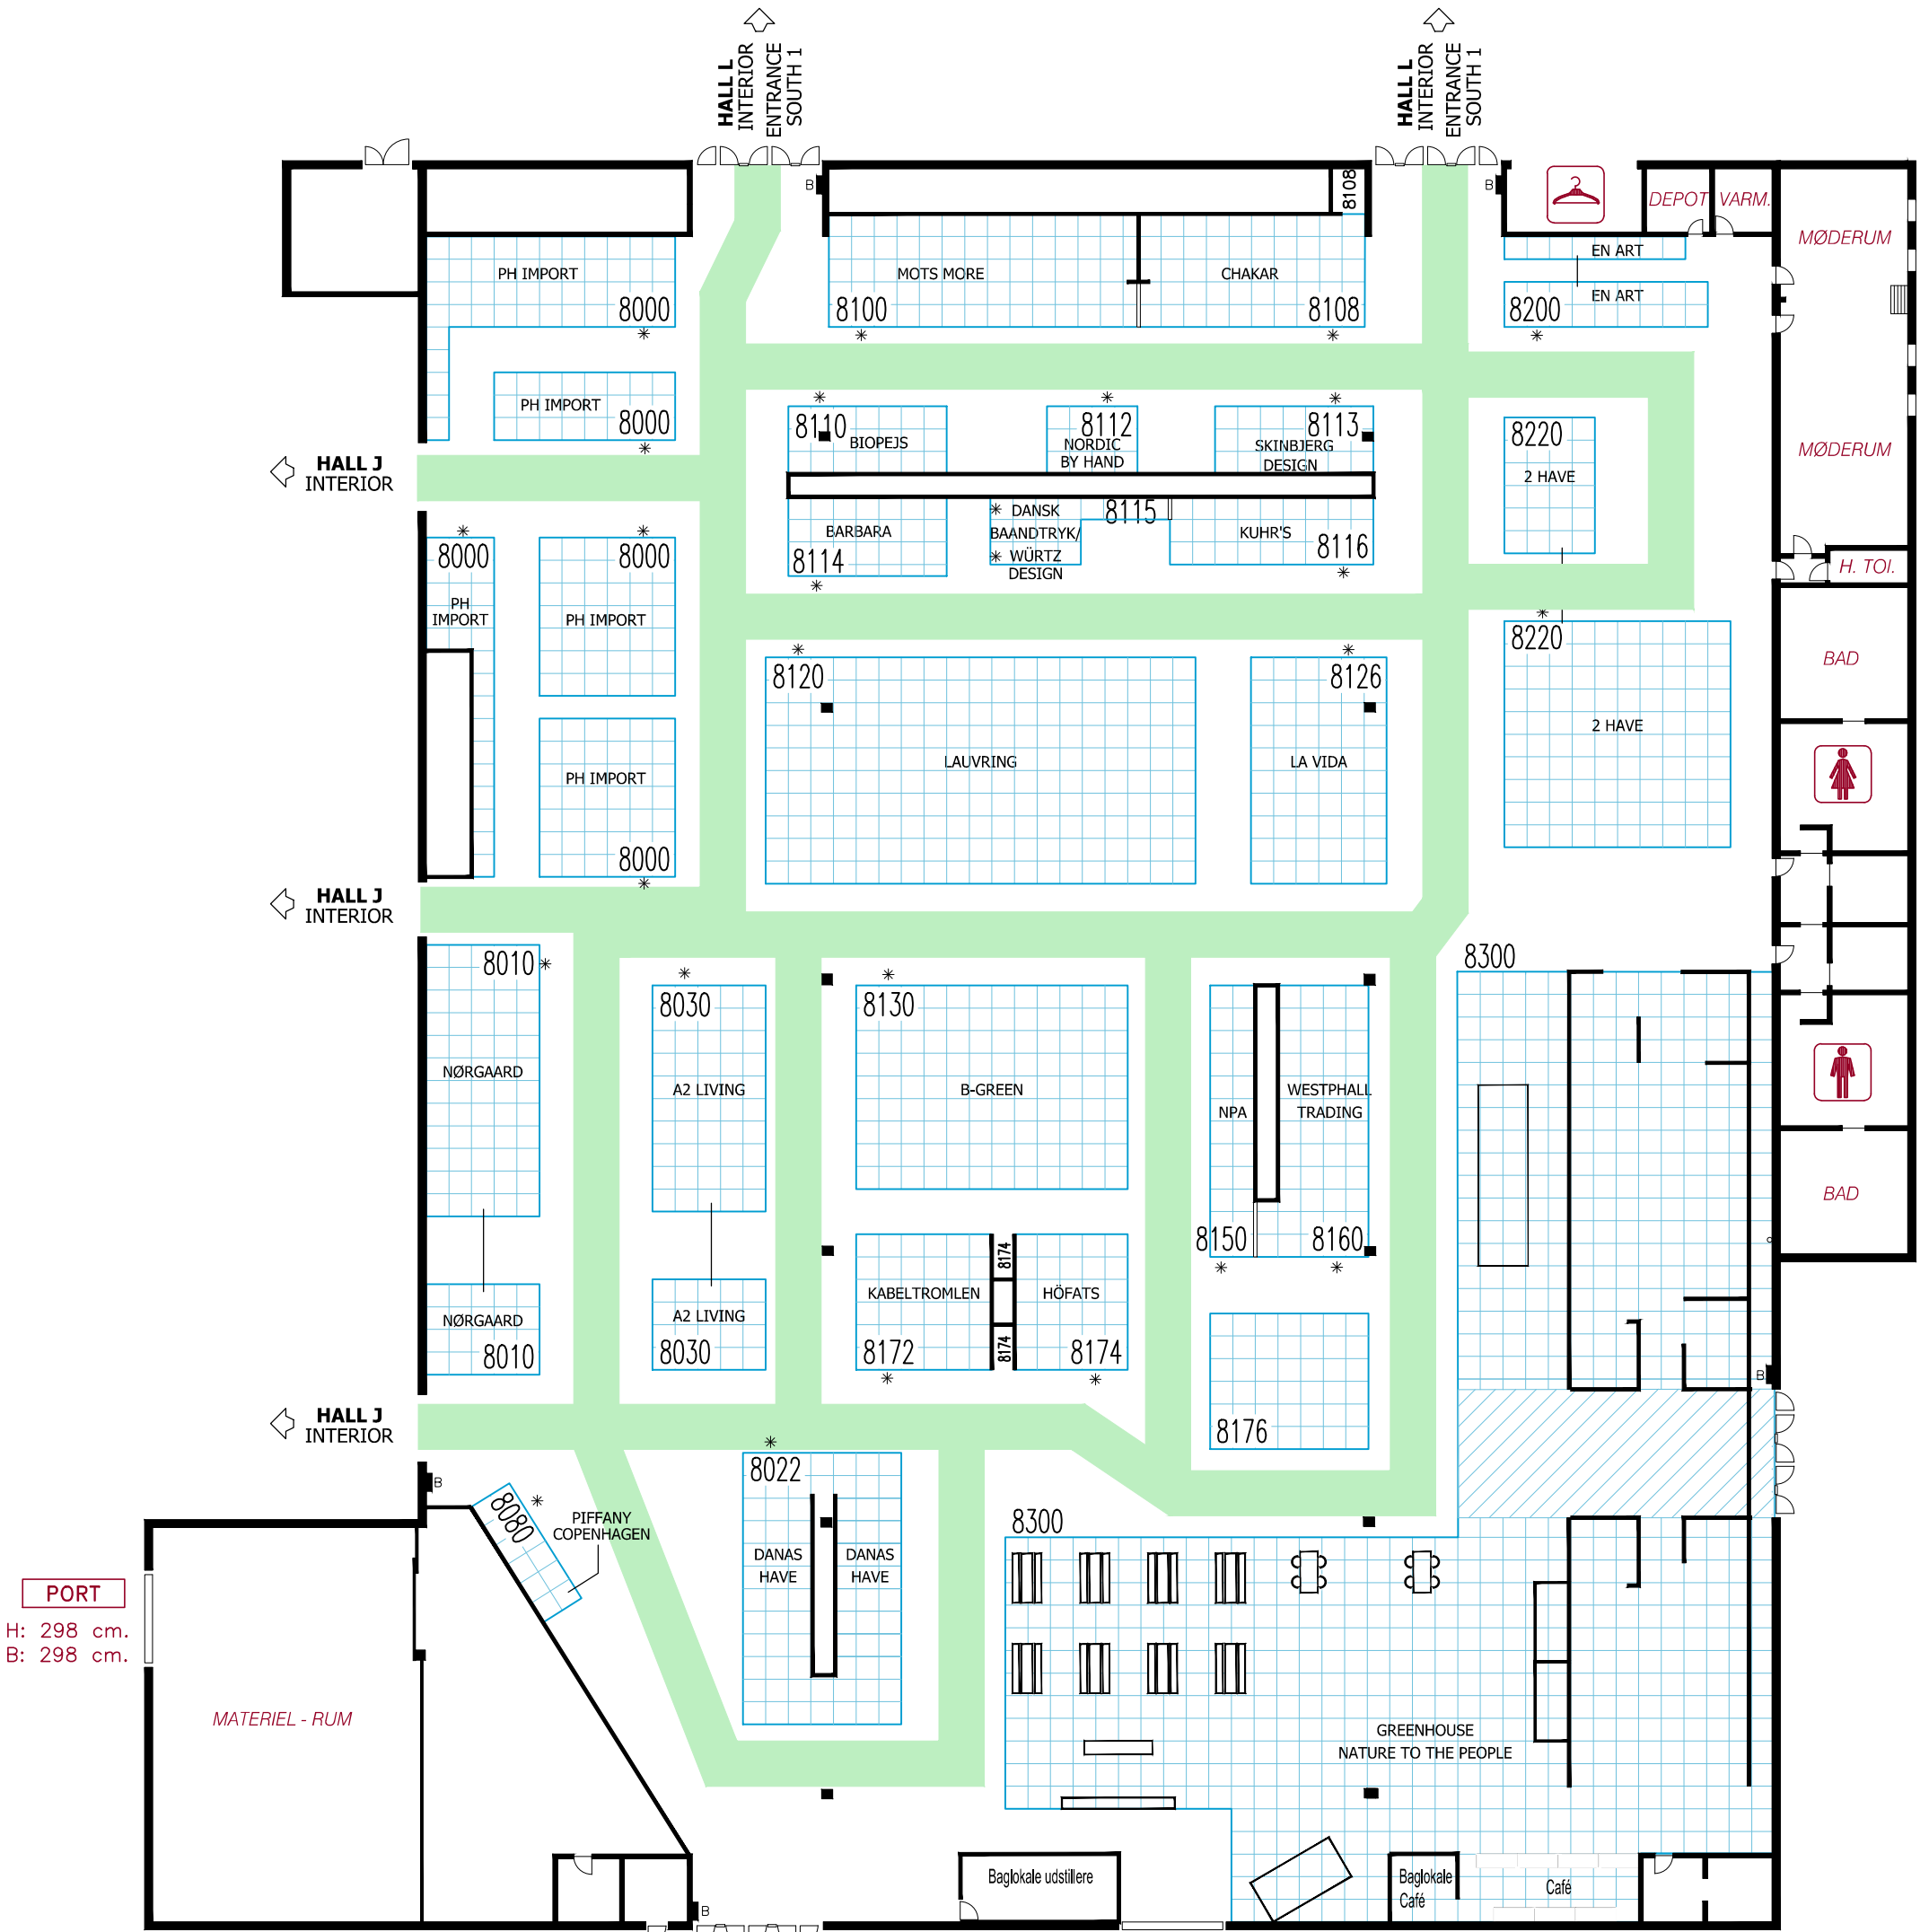 HALL L
INTERIOR
ENTRANCE
SOUTH 1
HALL L
INTERIOR
ENTRANCE
SOUTH 1
B
8108
B
DEPOT
VARM.
MØDERUM
PH IMPORT
8000
*
MOTS MORE
8100
*
CHAKAR
8108
*
EN ART
EN ART
8200
*
PH IMPORT
8000
*
*
8110
BIOPEJS
*
8112
NORDIC
BY HAND
*
8113
SKINBJERG
DESIGN
8220
2 HAVE
MØDERUM
HALL J
INTERIOR
BARBARA
8114
*
* DANSK
BAANDTRYK/
* WÜRTZ
DESIGN
8115
KUHR'S
8116
*
*
8000
PH
IMPORT
*
8000
PH IMPORT
H. TOI.
*
8220
2 HAVE
BAD
*
8120
LAUVRING
*
8126
LA VIDA
PH IMPORT
8000
*
HALL J
INTERIOR
8010 *
NØRGAARD
*
8030
A2 LIVING
*
8130
B-GREEN
NPA
WESTPHALL
TRADING
8150
*
8160
*
8300
BAD
NØRGAARD
8010
A2 LIVING
8030
KABELTROMLEN
8172
*
8174
8174
HÖFATS
8174
*
8176
B
HALL J
INTERIOR
B
*
8022
DANAS
HAVE
DANAS
HAVE
8080
*
PIFFANY
COPENHAGEN
8300
PORT
H: 298 cm.
B: 298 cm.
MATERIEL - RUM
GREENHOUSE
NATURE TO THE PEOPLE
B
Baglokale udstillere
Baglokale
Café
Café